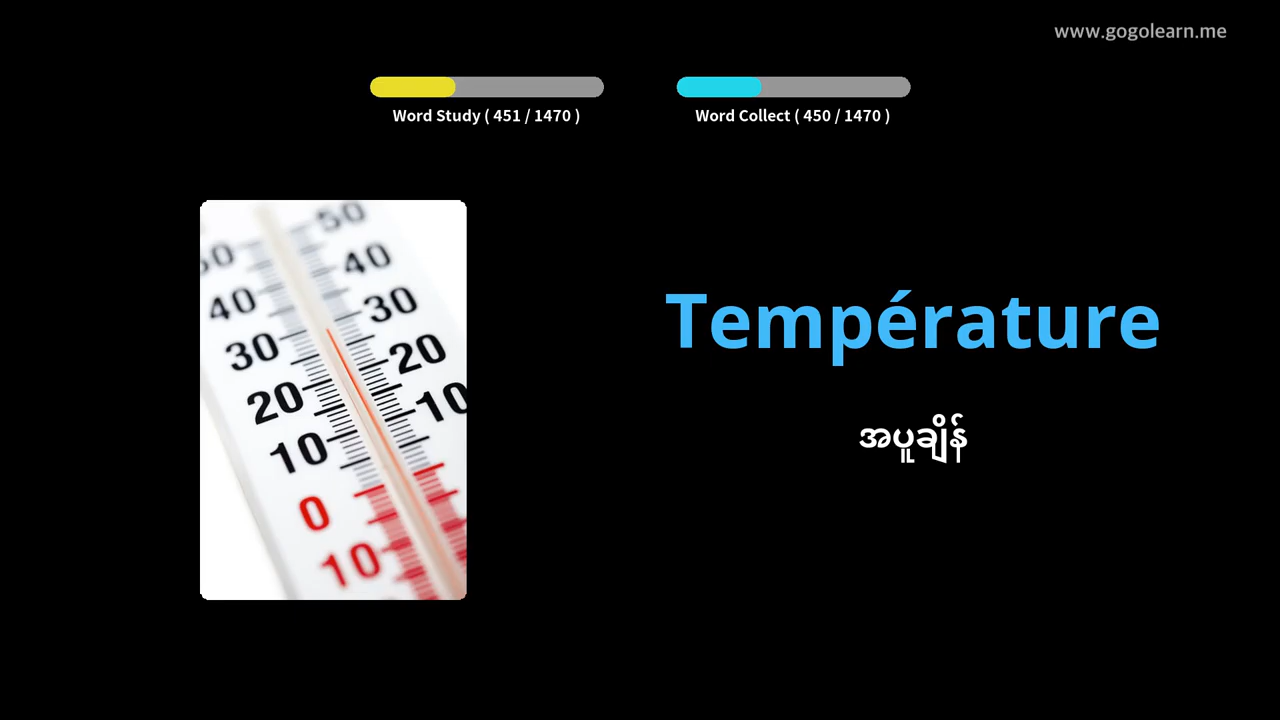 www.gogolearn.me
Word Study ( 451 / 1470 )
Word Collect ( 450 / 1470 )
Température
အပူချိန်
50
40
30
20
10
40
30
20
10
0
10